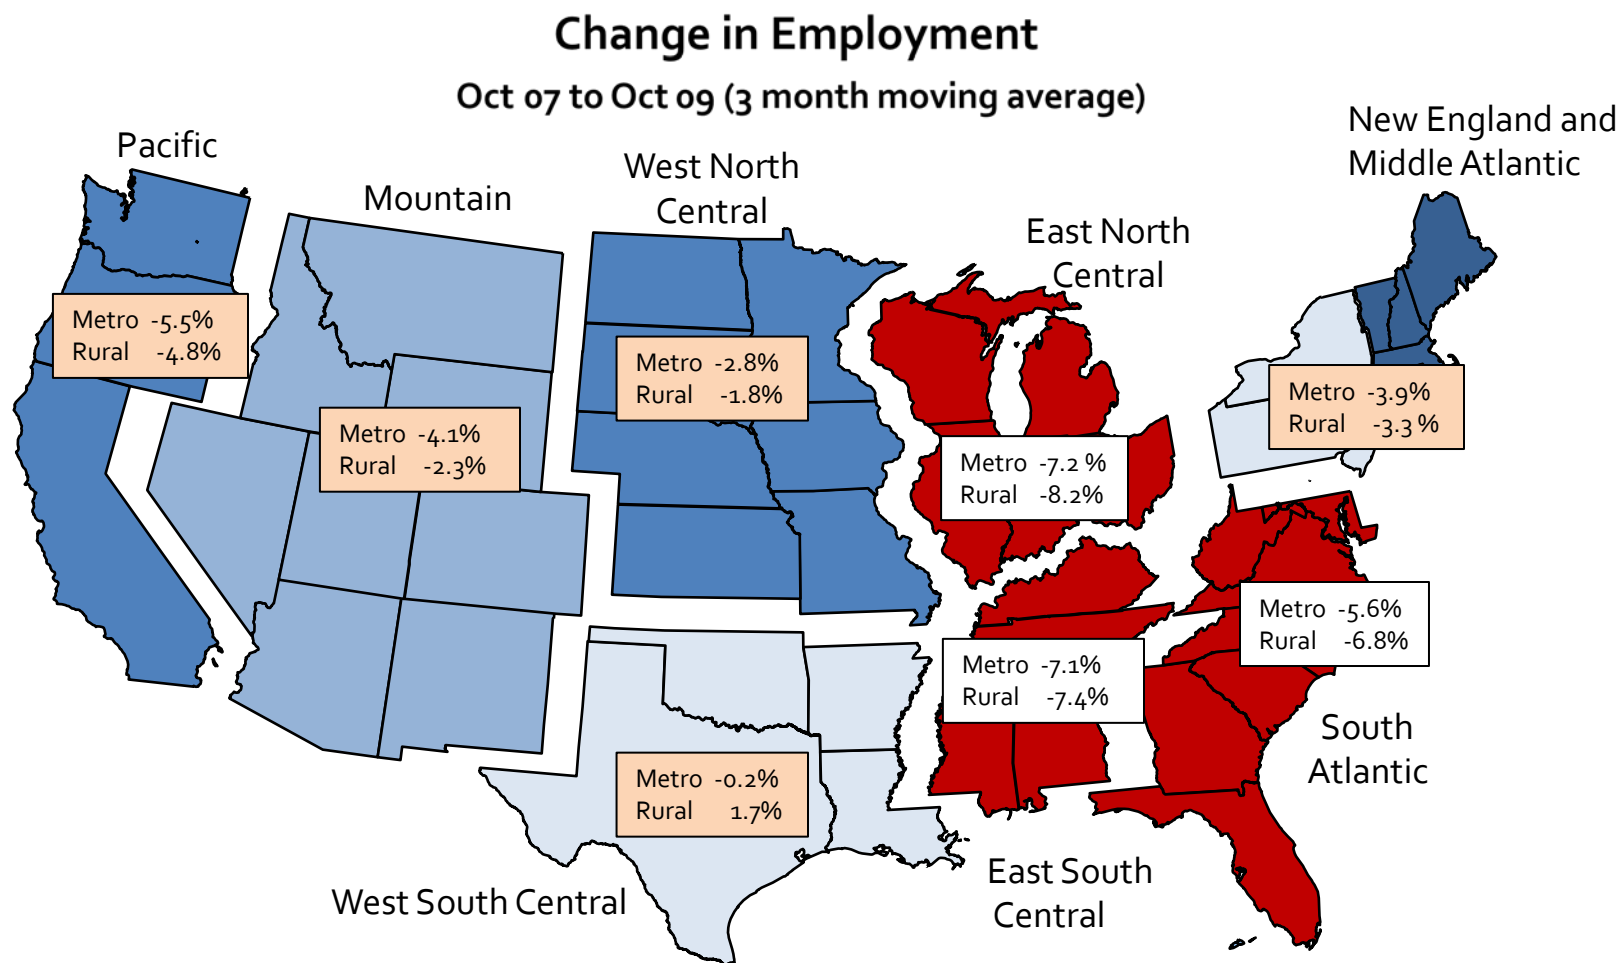 Change in Employment
Oct 07 to Oct 09 (3 month moving average)
New England and
Middle Atlantic
Pacific
West North
Central
Mountain
East North
Central
Metro -5.5%
Rural -4.8%
Metro -2.8%
Rural -1.8%
Metro -3.9%
Rural -3.3 %
Metro -4.1%
Rural -2.3%
Metro -7.2 %
Rural -8.2%
Metro -5.6%
Rural -6.8%
Metro -7.1%
Rural -7.4%
South
Atlantic
Metro -0.2%
Rural 1.7%
East South
Central
West South Central